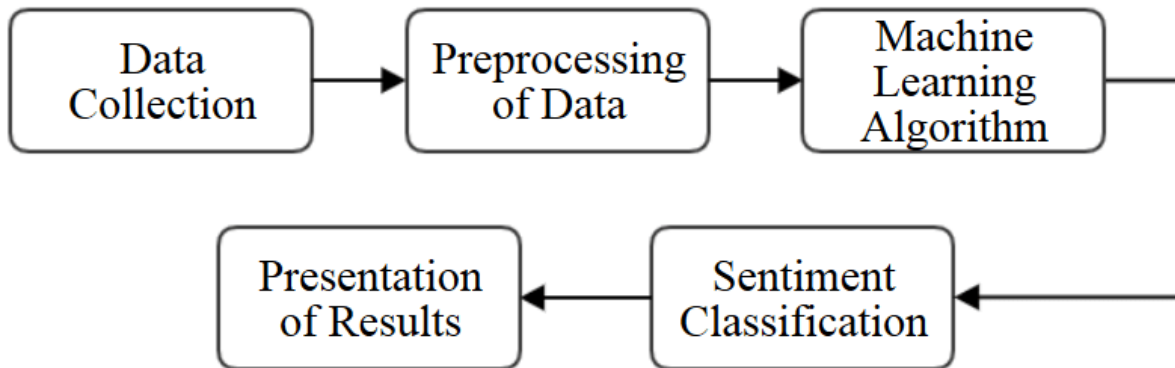 Data
Collection
Preprocessing
of Data
Machine
Learning
Algorithm
Sentiment
Classification
Presentation
of Results